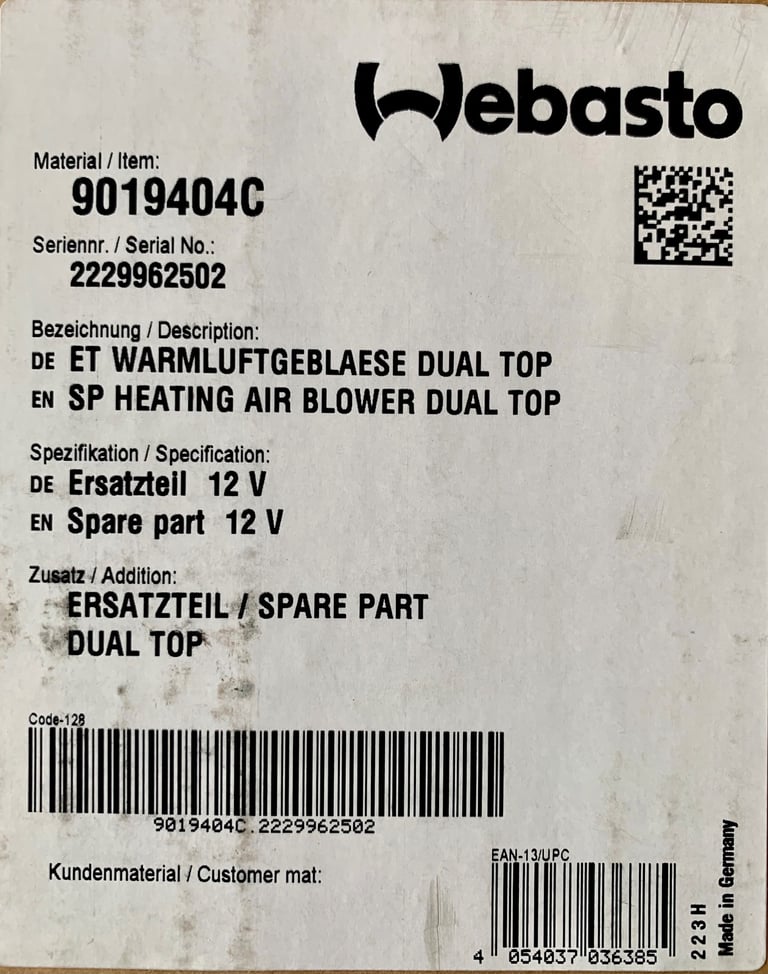 Webasto
Material / Item:
9019404C
Seriennr. / Serial No.:
2229962502
Bezeichnung / Description:
DE ET WARMLUFTGEBLAESE DUAL TOP
EN SP HEATING AIR BLOWER DUAL TOP
Spezifikation / Specification:
DE Ersatzteil 12 V
EN Spare part 12 V
Zusatz / Addition:
ERSATZTEIL / SPARE PART
DUAL TOP
Code-128
9019404C.2229962502
Kundenmaterial / Customer mat:
EAN-13/UPC
4 054037 036385
223H
Made in Germany